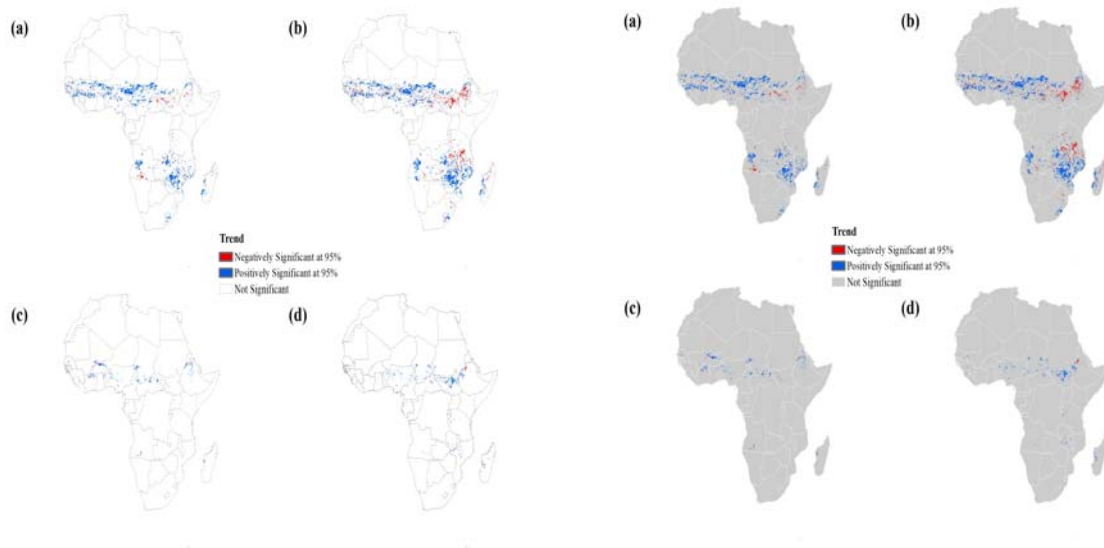 (a)
(b)
Trend
Negatively Significant at 95%
Positively Significant at 95%
Not Significant
(c)
(d)
(a)
(b)
Trend
Negatively Significant at 95%
Positively Significant at 95%
Not Significant
(c)
(d)